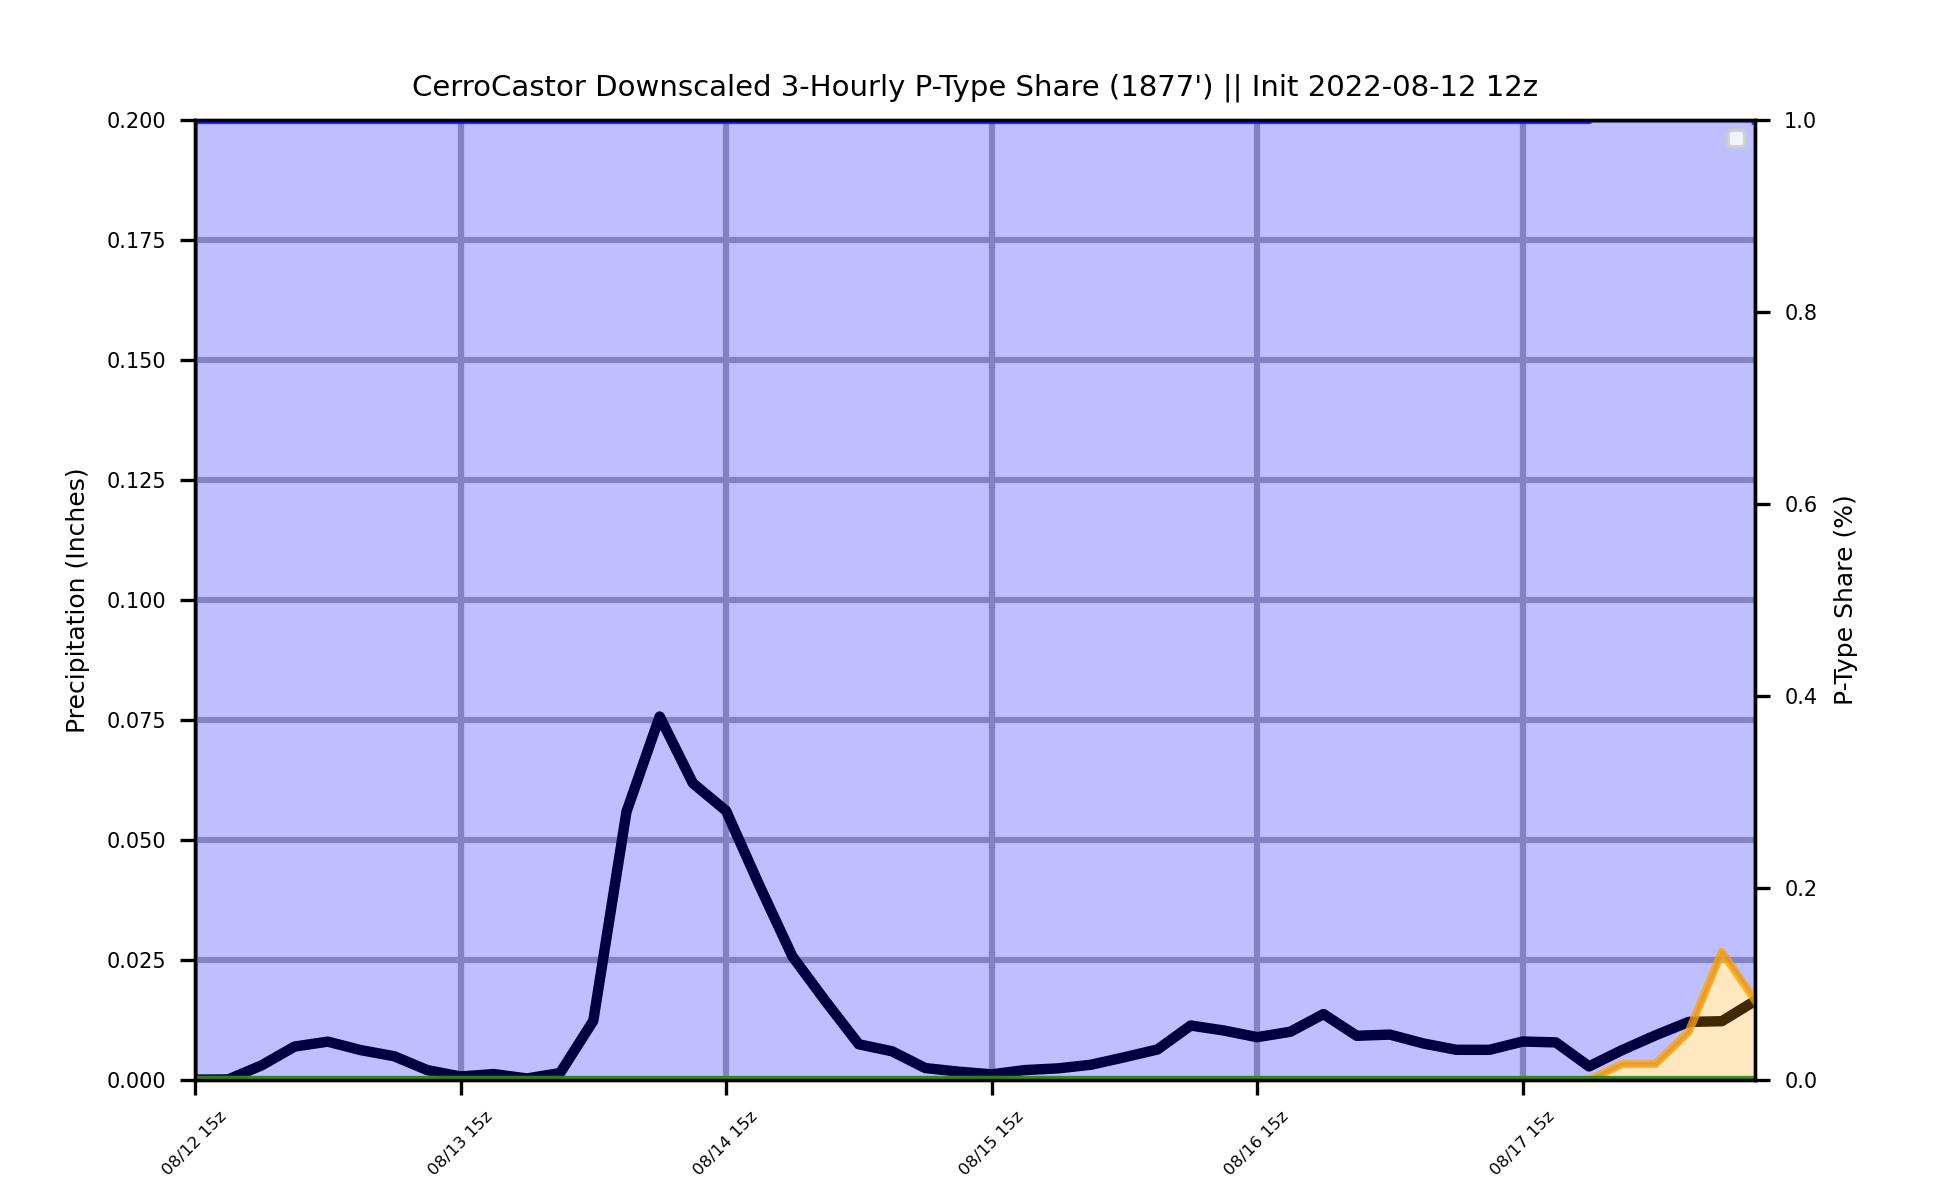 CerroCastor Downscaled 3-Hourly P-Type Share (1877') || Init 2022-08-12 12z
0.200
0.175
0.150
0.125
0.100
0.075
0.050
0.025
0.000
Precipitation (Inches)
1.0
0.8
0.6
0.4
0.2
0.0
P-Type Share (%)
08/12 15z
08/13 15z
08/14 15z
08/15 15z
08/16 15z
08/17 15z